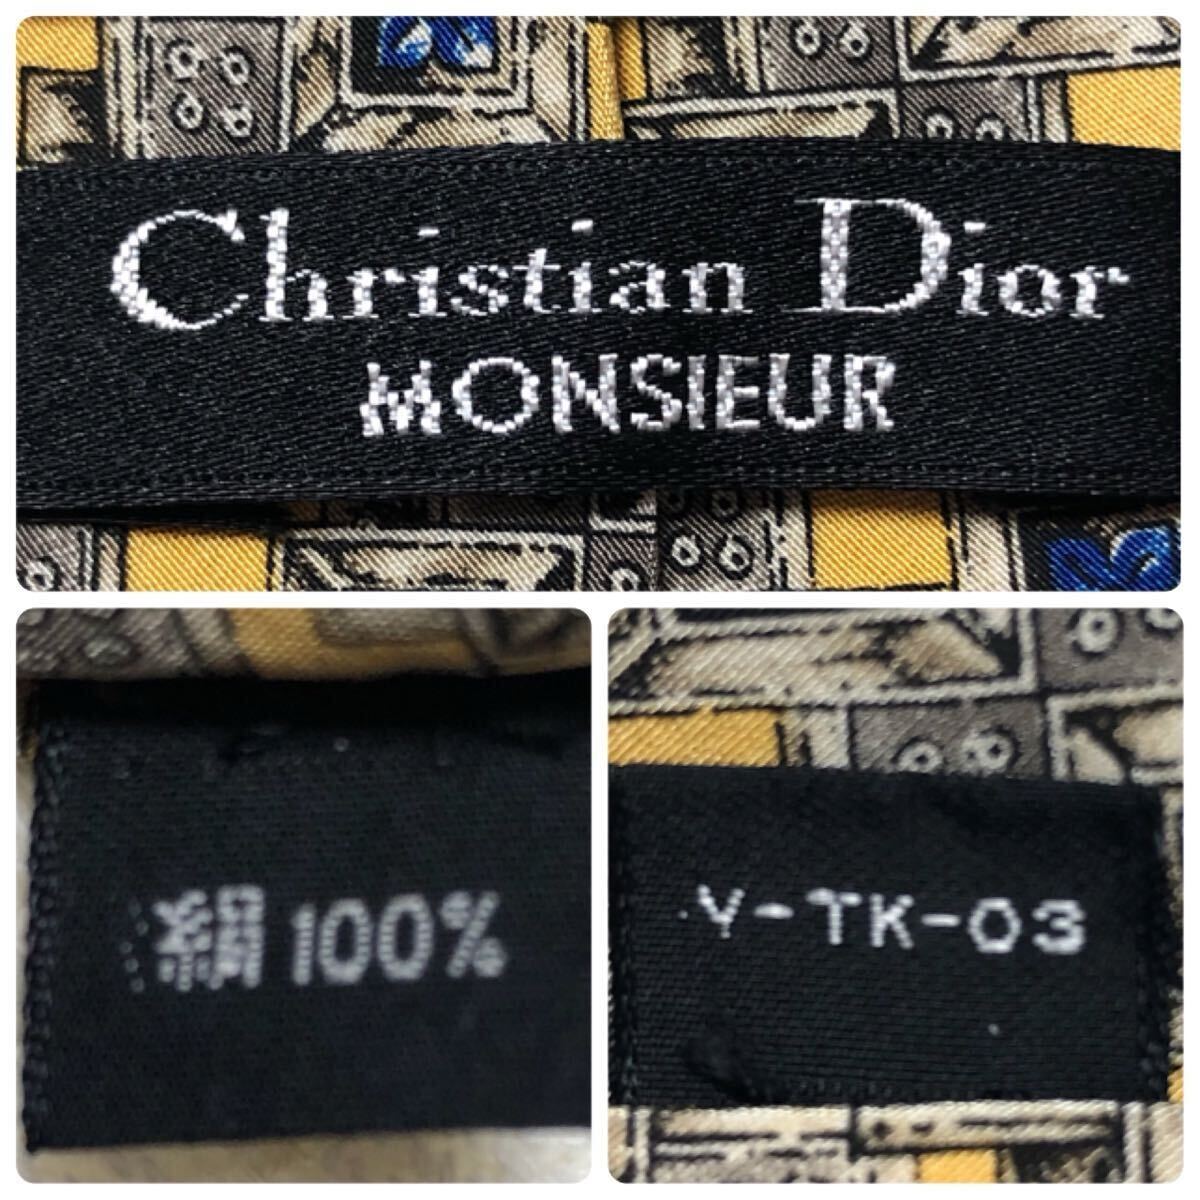 Christian Dior
MONSIEUR
絹100%
Y-TK-03